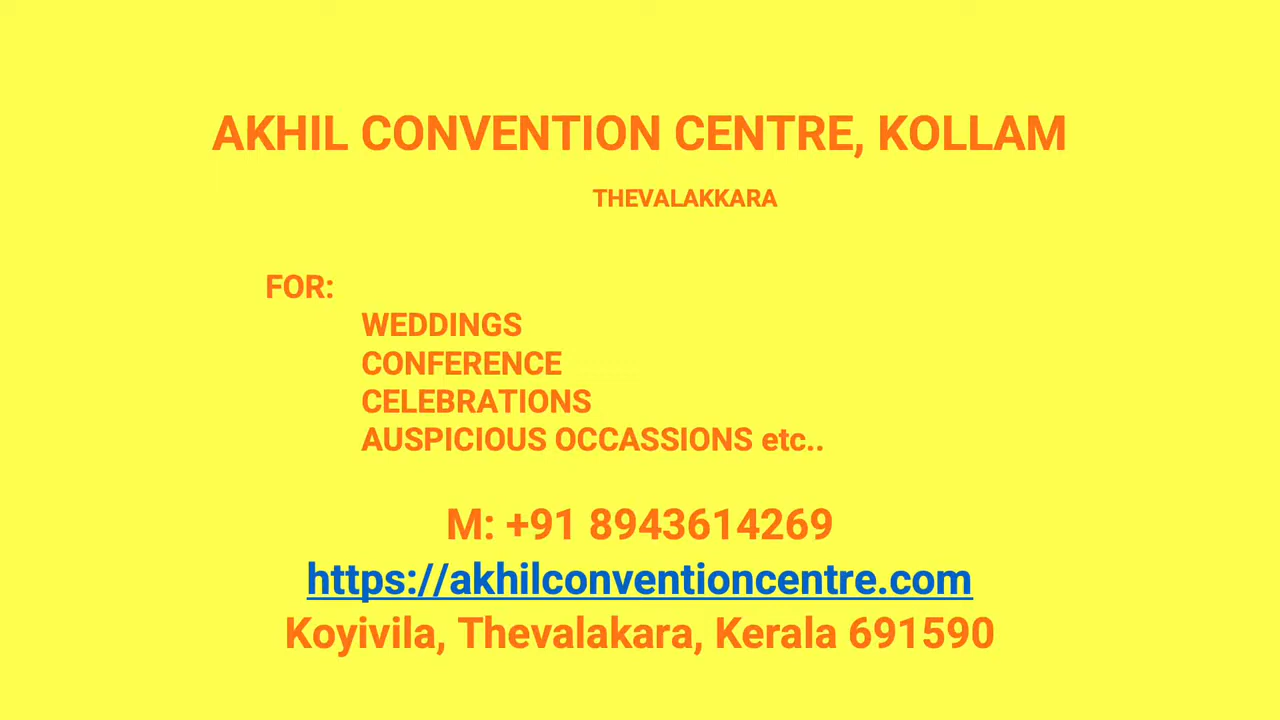 AKHIL CONVENTION CENTRE, KOLLAM
THEVALAKKARA
FOR:
WEDDINGS
CONFERENCE
CELEBRATIONS
AUSPICIOUS OCCASSIONS etc..
M: +91 8943614269
https://akhilconventioncentre.com
Koyivila, Thevalakara, Kerala 691590